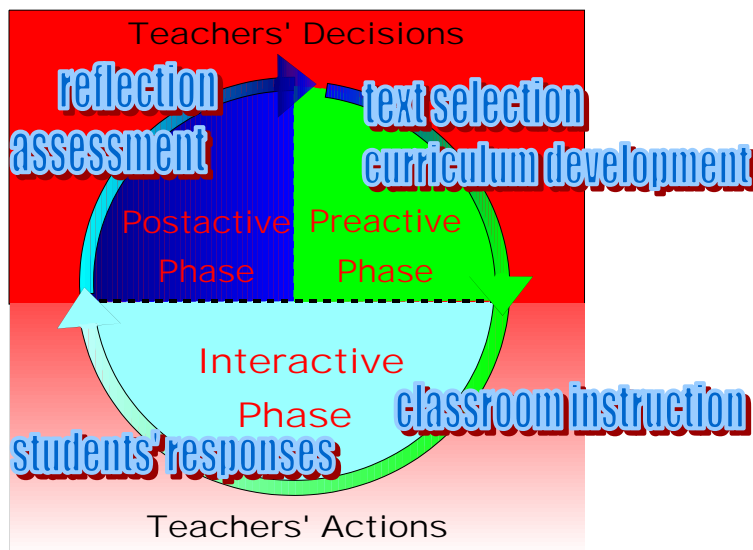 Teachers' Decisions
reflection
assessment
text selection
curriculum development
Postactive
Phase
Preactive
Phase
Interactive
Phase
classroom instruction
students' responses
Teachers' Actions